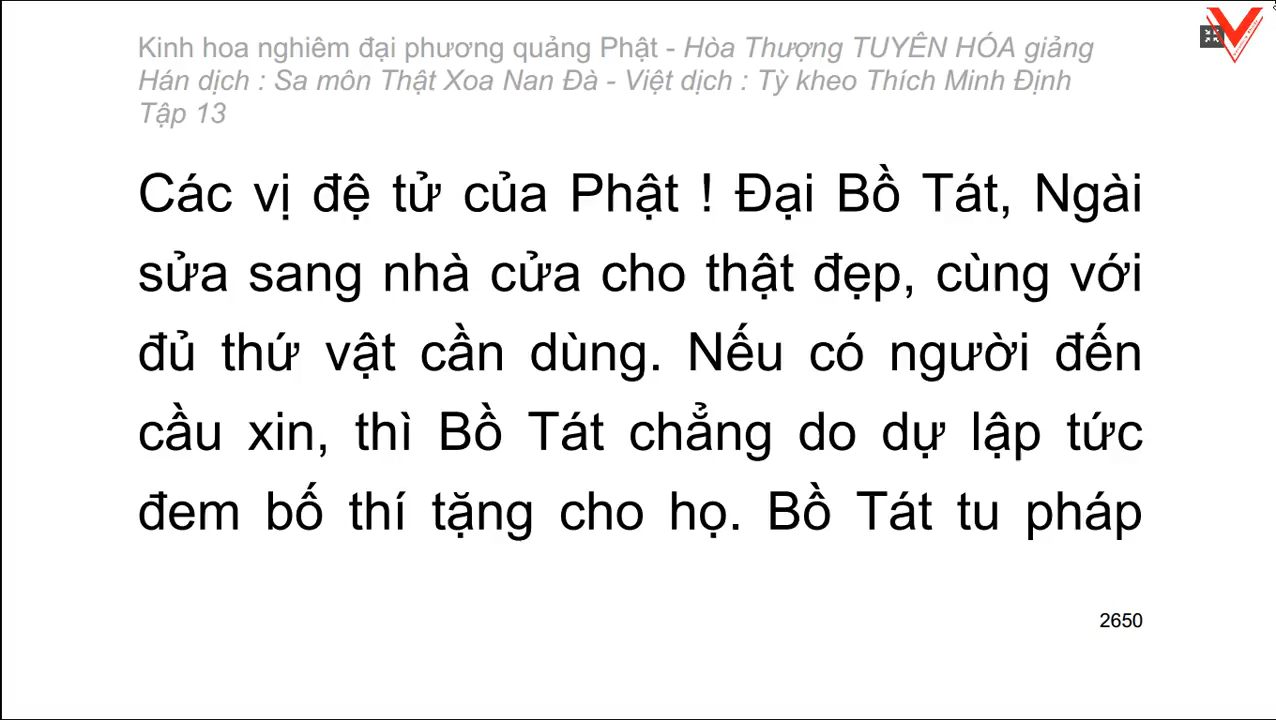 Kinh hoa nghiêm đại phương quảng Phật - Hòa Thượng TUYÊN HÓA giảng
Hán dịch : Sa môn Thật Xoa Nan Đà - Việt dịch : Tỳ kheo Thích Minh Định
Tập 13
Các vị đệ tử của Phật ! Đại Bồ Tát, Ngài
sửa sang nhà cửa cho thật đẹp, cùng với
đủ thứ vật cần dùng. Nếu có người đến
cầu xin, thì Bồ Tát chẳng do dự lập tức
đem bố thí tặng cho họ. Bồ Tát tu pháp
2650